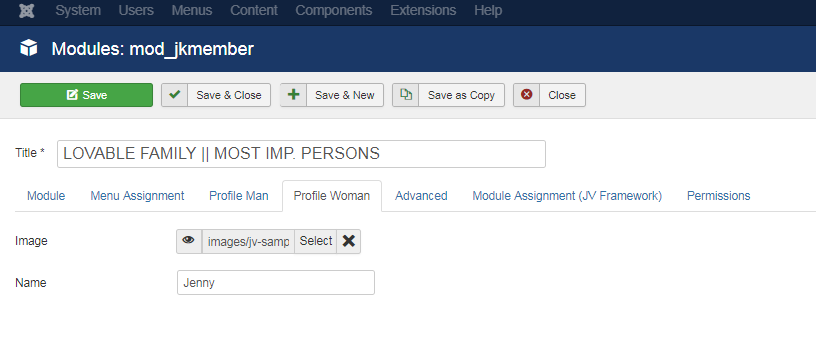 System Users Menus Content Components Extensions Help
Modules: mod_jkmember
Save Save & Close Save & New Save as Copy Close
Title * LOVABLE FAMILY || MOST IMP. PERSONS
Module Menu Assignment Profile Man Profile Woman Advanced Module Assignment (JV Framework) Permissions
Image images/jv-samp Select
Name Jenny